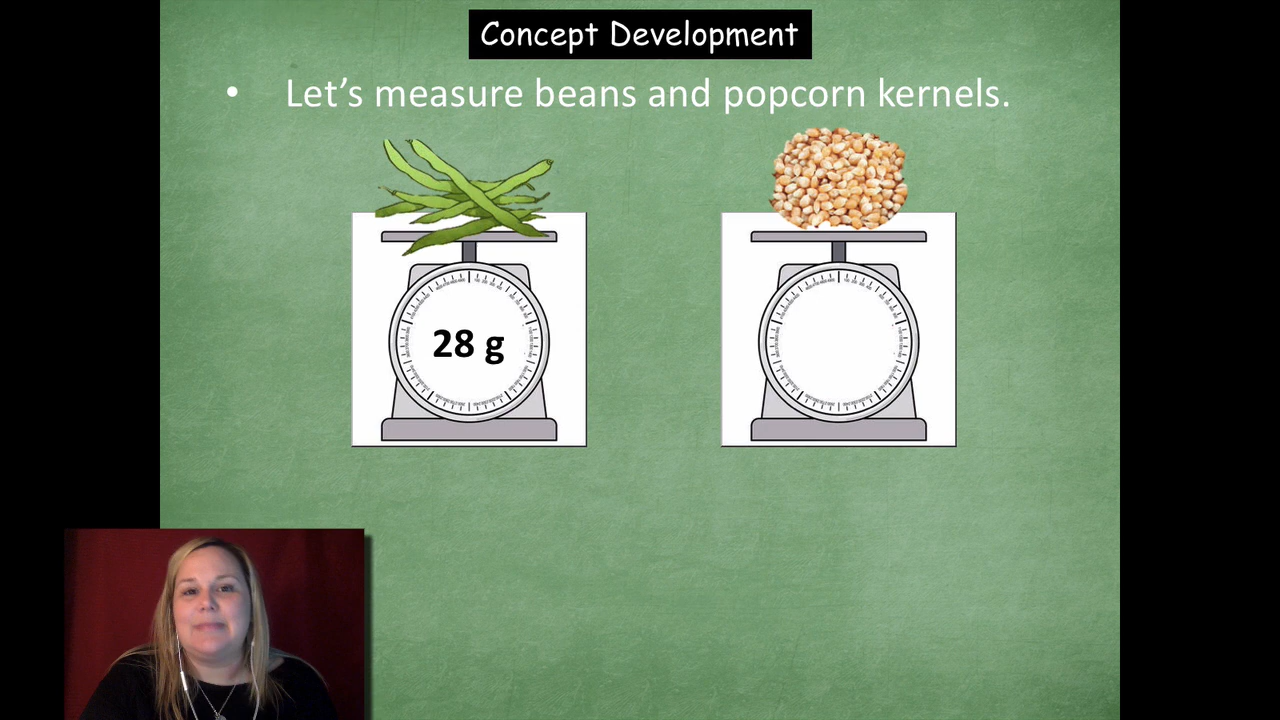 Concept Development
• Let's measure beans and popcorn kernels.
28 g